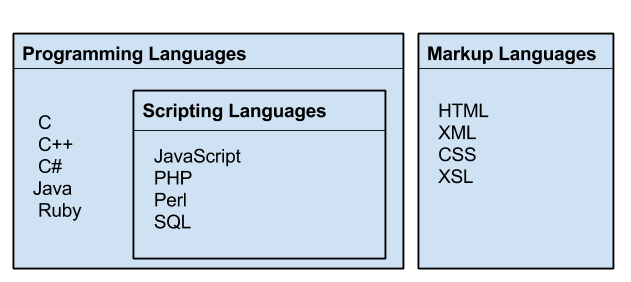 Programming Languages
C
C++
C#
Java
Ruby
Scripting Languages
JavaScript
PHP
Perl
SQL
Markup Languages
HTML
XML
CSS
XSL